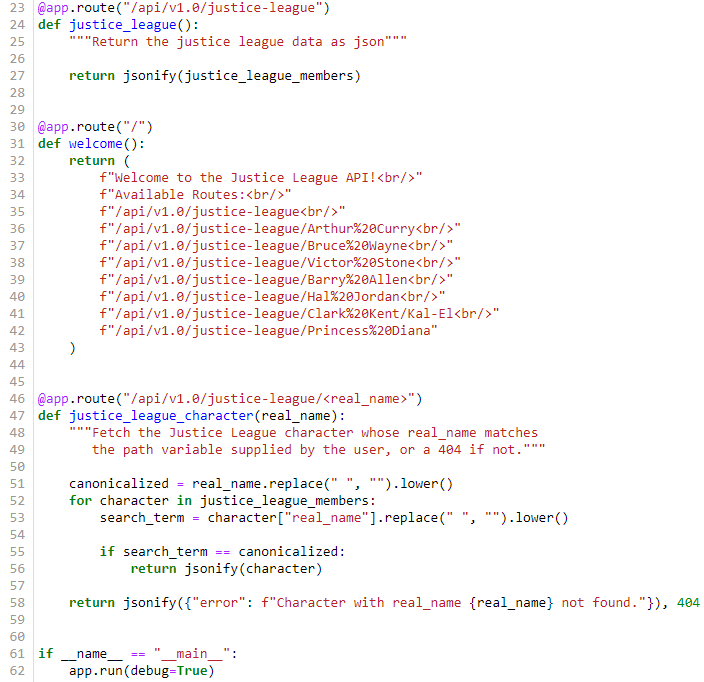 23 @app.route("/api/v1.0/justice-league")
24 def justice_league():
25     """Return the justice league data as json"""
26
27     return jsonify(justice_league_members)
28
29
30 @app.route("/")
31 def welcome():
32     return (
33         f"Welcome to the Justice League API!<br/>"
34         f"Available Routes:<br/>"
35         f"/api/v1.0/justice-league<br/>"
36         f"/api/v1.0/justice-league/Arthur%20Curry<br/>"
37         f"/api/v1.0/justice-league/Bruce%20Wayne<br/>"
38         f"/api/v1.0/justice-league/Victor%20Stone<br/>"
39         f"/api/v1.0/justice-league/Barry%20Allen<br/>"
40         f"/api/v1.0/justice-league/Hal%20Jordan<br/>"
41         f"/api/v1.0/justice-league/Clark%20Kent/Kal-El<br/>"
42         f"/api/v1.0/justice-league/Princess%20Diana"
43     )
44
45
46 @app.route("/api/v1.0/justice-league/<real_name>")
47 def justice_league_character(real_name):
48     """Fetch the Justice League character whose real_name matches
49        the path variable supplied by the user, or a 404 if not."""
50
51     canonicalized = real_name.replace(" ", "").lower()
52     for character in justice_league_members:
53         search_term = character["real_name"].replace(" ", "").lower()
54
55         if search_term == canonicalized:
56             return jsonify(character)
57
58     return jsonify({"error": f"Character with real_name {real_name} not found."}), 404
59
60
61 if __name__ == "__main__":
62     app.run(debug=True)